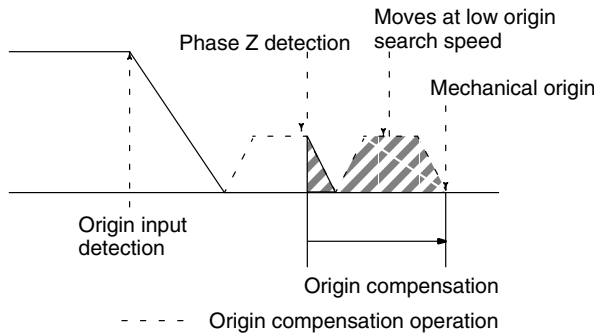 Phase Z detection
Moves at low origin
search speed
Mechanical origin
Origin input
detection
Origin compensation
Origin compensation operation